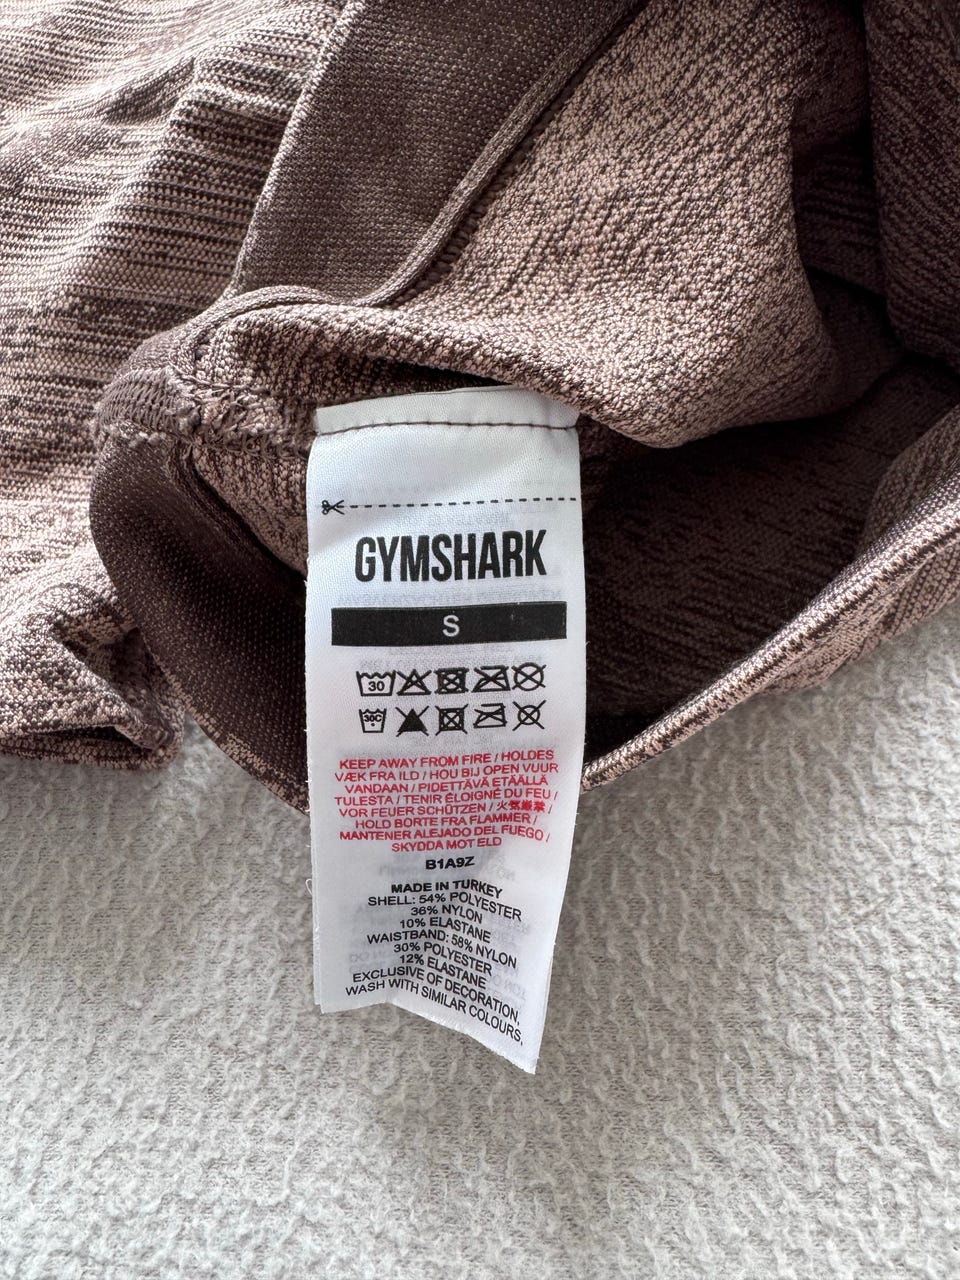 GYMSHARK
S
30
30C
KEEP AWAY FROM FIRE / HOLDES
VÆK FRA ILD / HOU BIJ OPEN VUUR
VANDAAN / PIDETTÄVÄ ETÄÄLLÄ
TULESTA / TENIR ÉLOIGNÉ DU FEU /
VOR FEUER SCHÜTZEN / 火気厳禁 /
HOLD BORTE FRA FLAMMER /
MANTENER ALEJADO DEL FUEGO /
SKYDDA MOT ELD
B1A9Z
MADE IN TURKEY
SHELL: 54% POLYESTER
36% NYLON
10% ELASTANE
WAISTBAND: 58% NYLON
30% POLYESTER
12% ELASTANE
EXCLUSIVE OF DECORATION,
WASH WITH SIMILAR COLOURS,